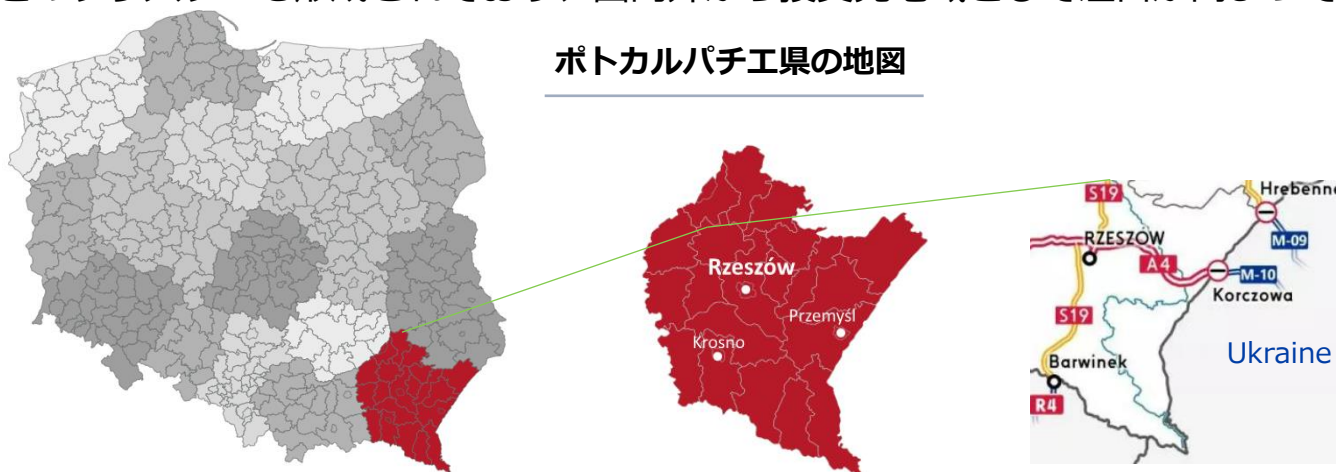 ポトカルパチエ県の地図
Rzeszów
Przemyśl
Krosno
S19
Hrebenne
RZESZOW
M-09
A4
M-10
Korczowa
S19
Barwinek
Ukraine
R4